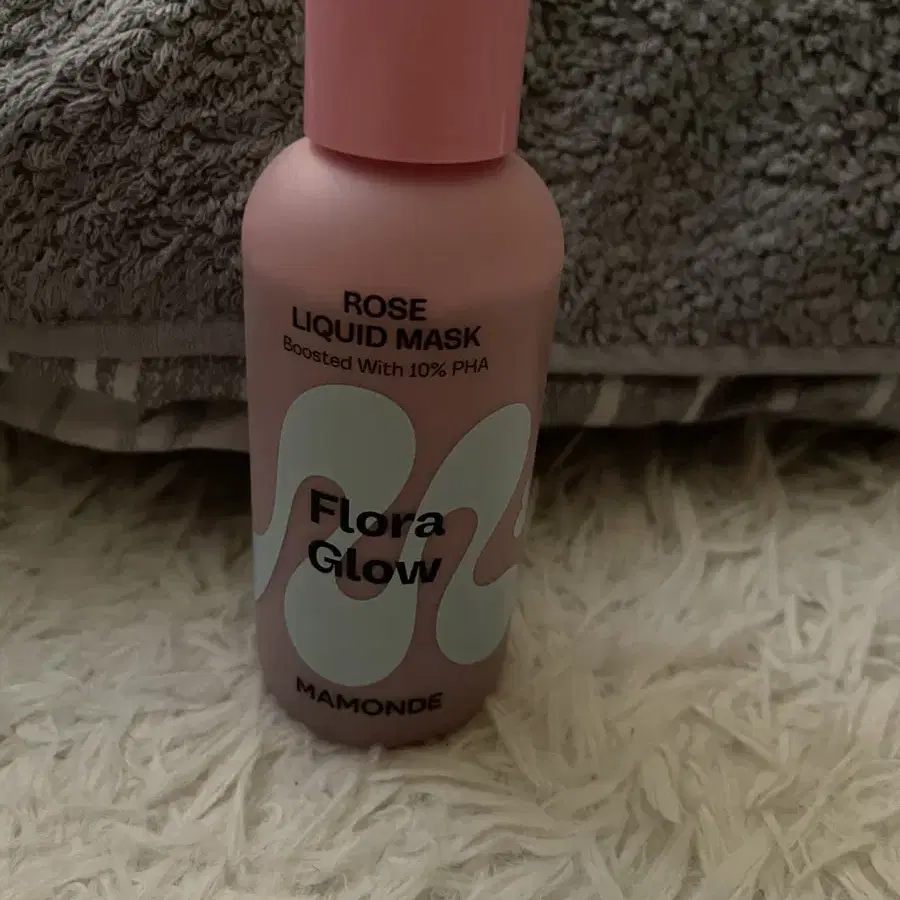 ROSE
LIQUID MASK
Boosted With 10% PHA
Flora
Glow
MAMONDE